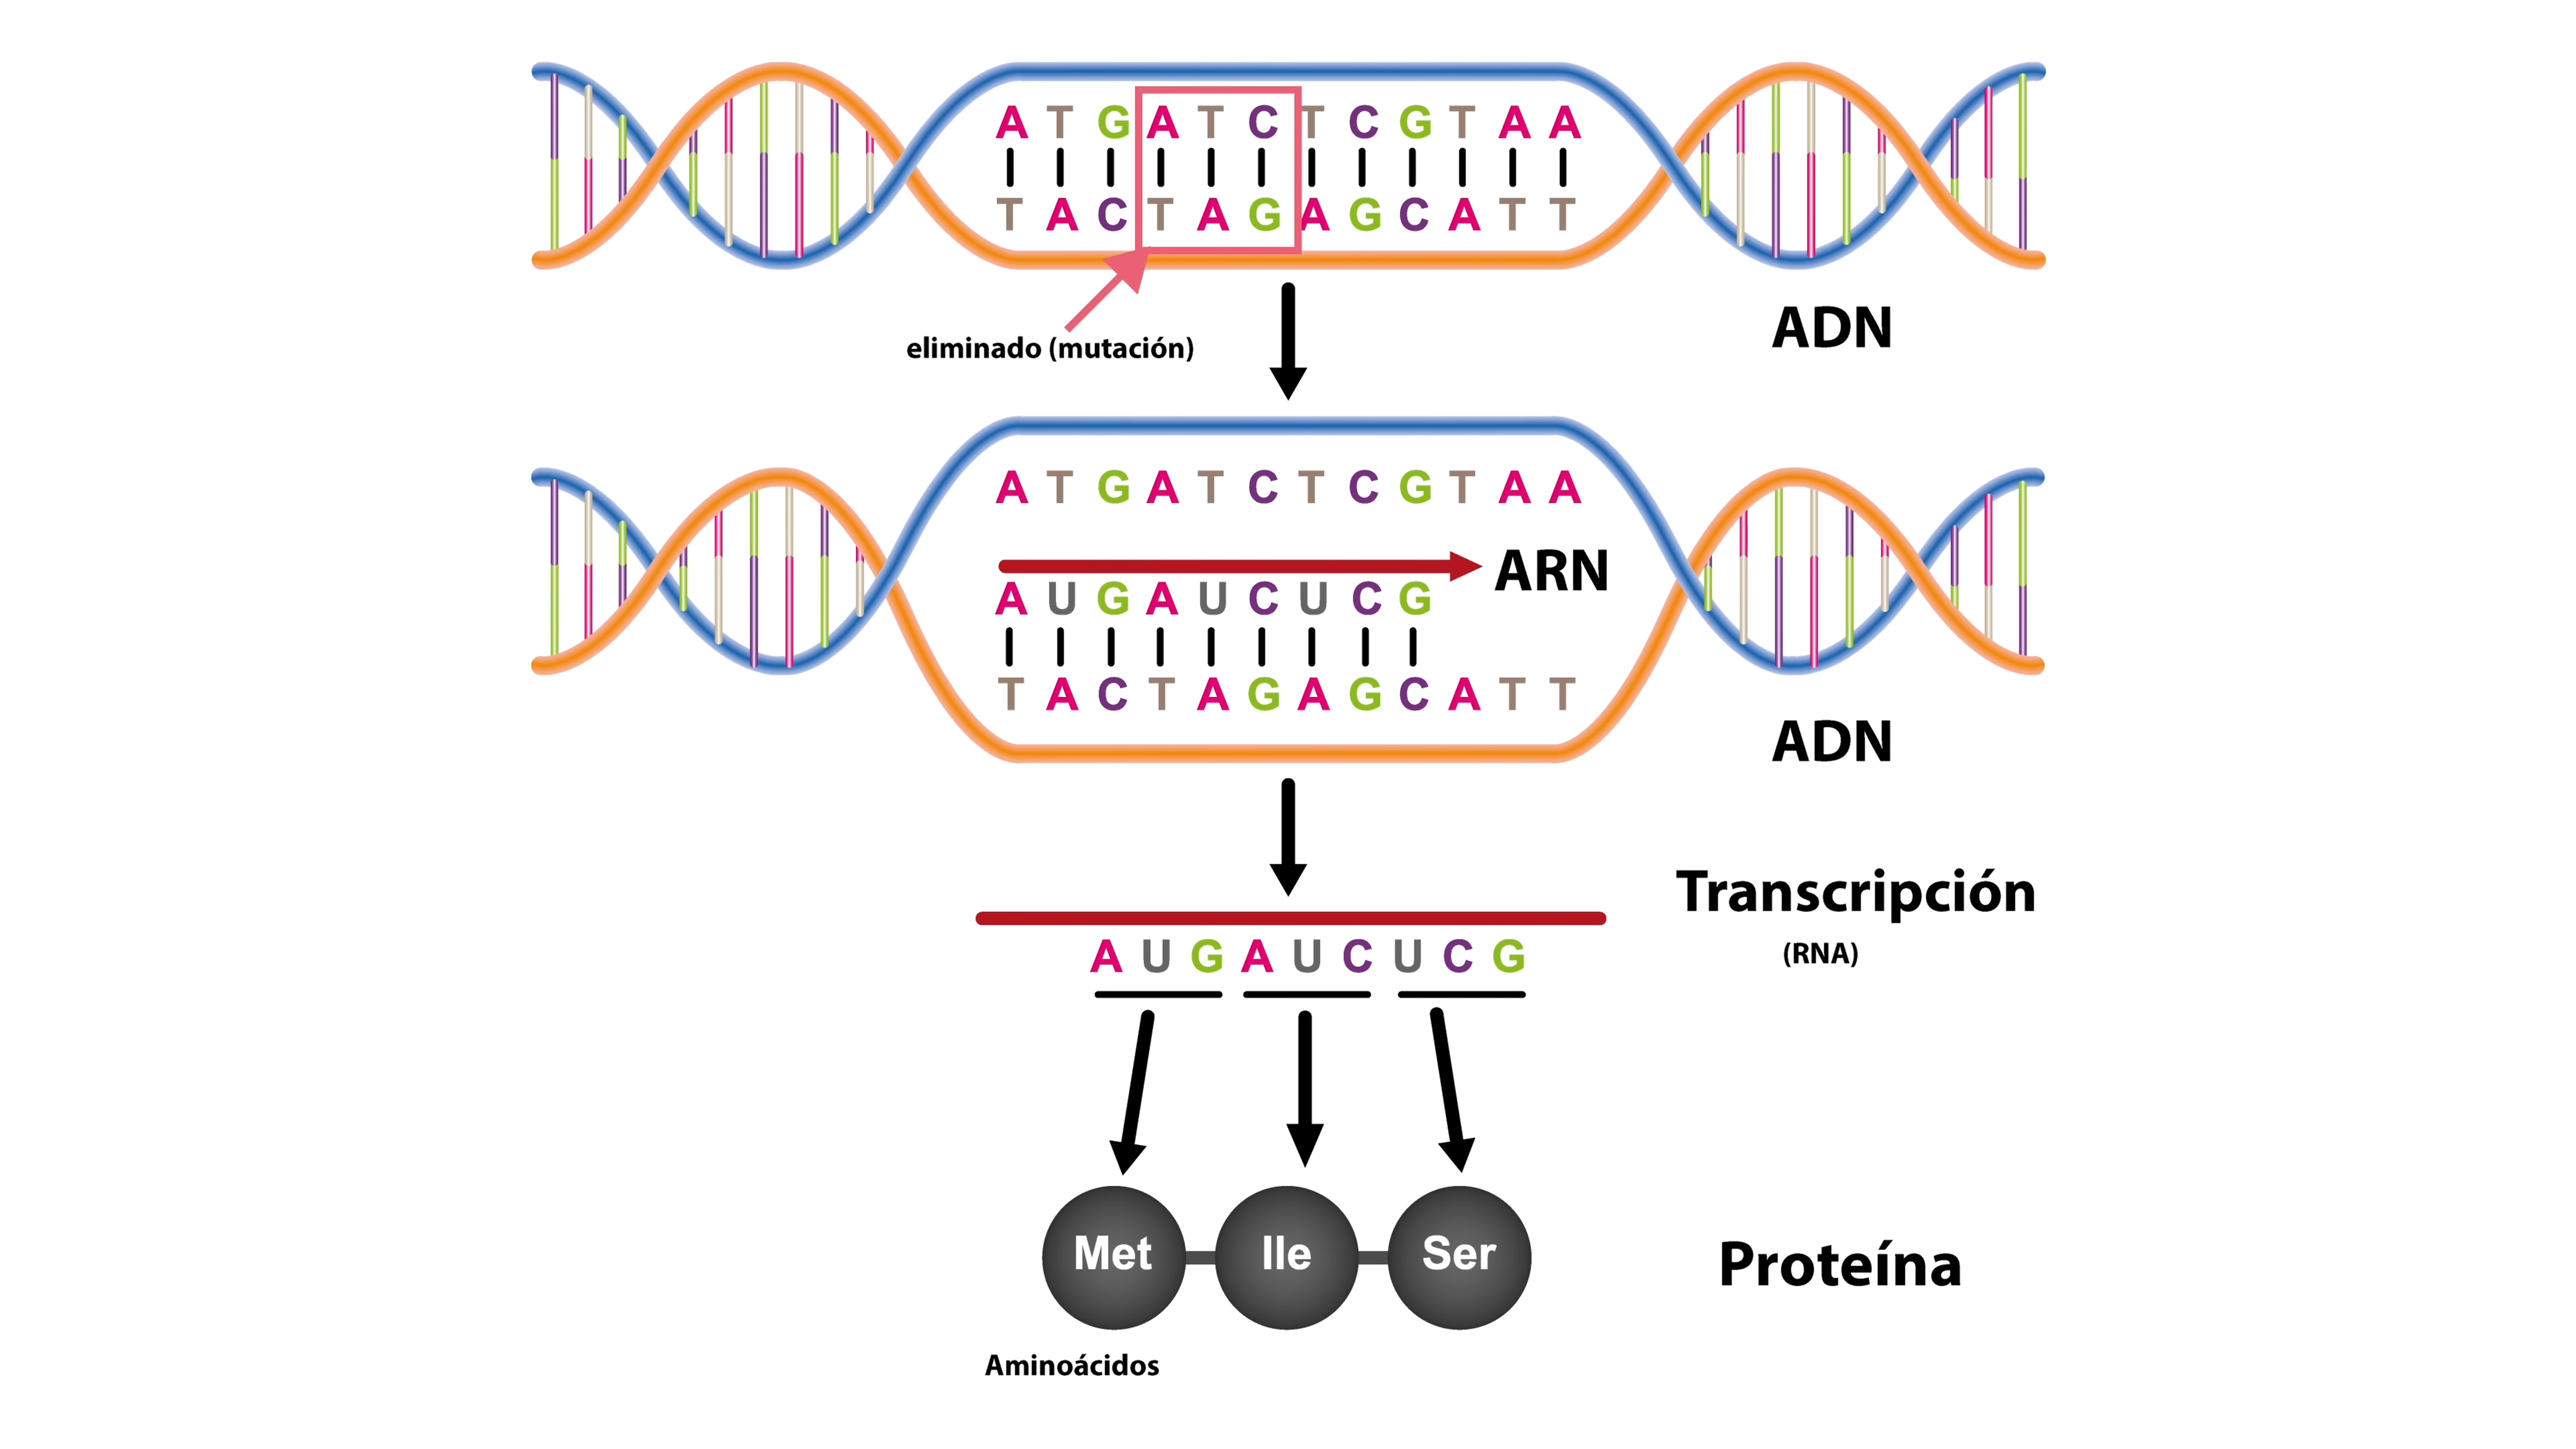 A T G A T C T C G T A A
T A C T A G A G C A T T
eliminado (mutación)
ADN
A T G A T C T C G T A A
ARN
A U G A U C U C G
T A C T A G A G C A T T
ADN
Transcripción
(RNA)
A U G A U C U C G
Met Ile Ser
Proteína
Aminoácidos